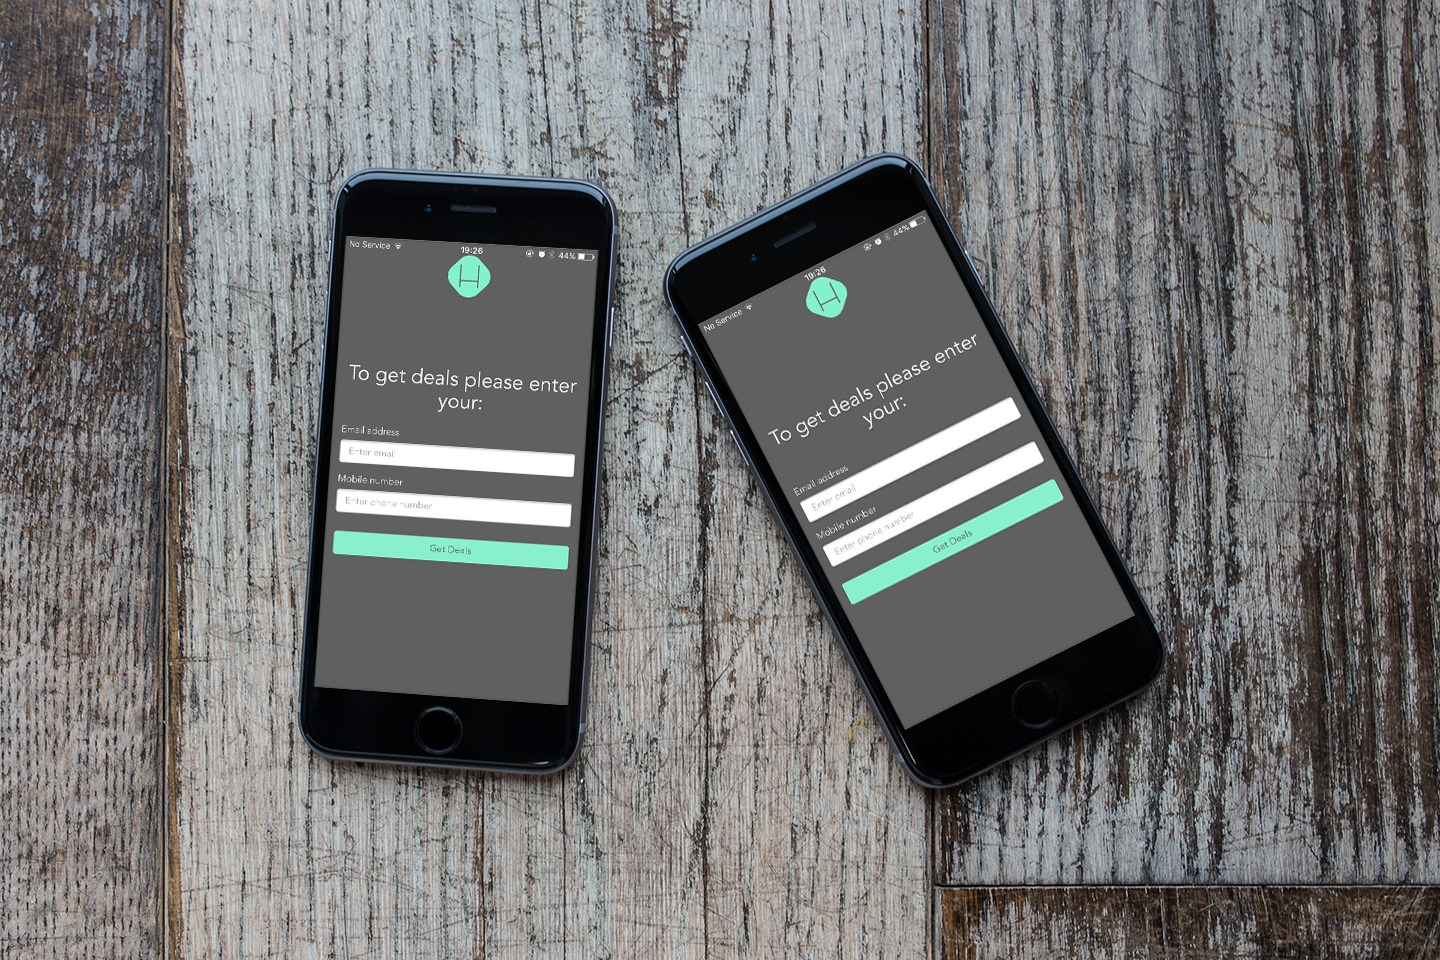 No Service 19:26 44%
H
To get deals please enter
your:
Email address
Enter email
Mobile number
Enter phone number
Get Deals
No Service 19:26 44%
H
To get deals please enter
your:
Email address
Enter email
Mobile number
Enter phone number
Get Deals